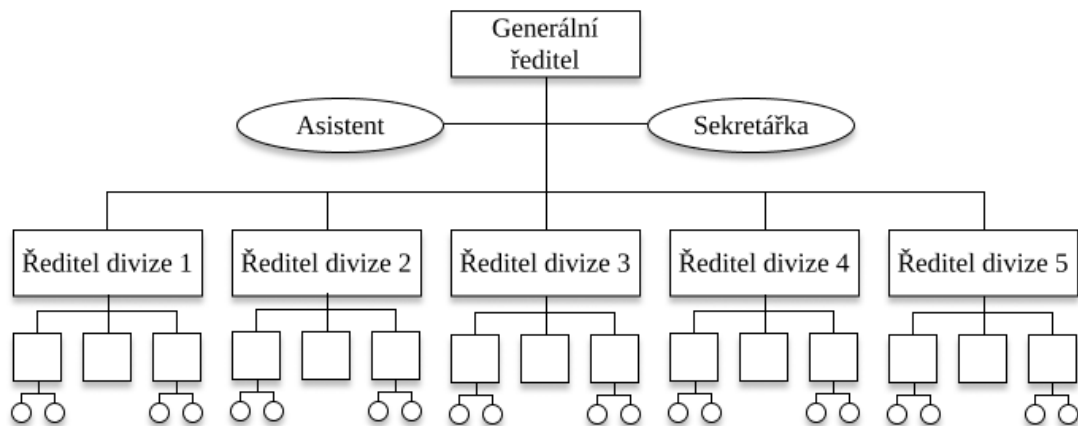 Generální
ředitel
Asistent
Sekretářka
Ředitel divize 1
Ředitel divize 2
Ředitel divize 3
Ředitel divize 4
Ředitel divize 5